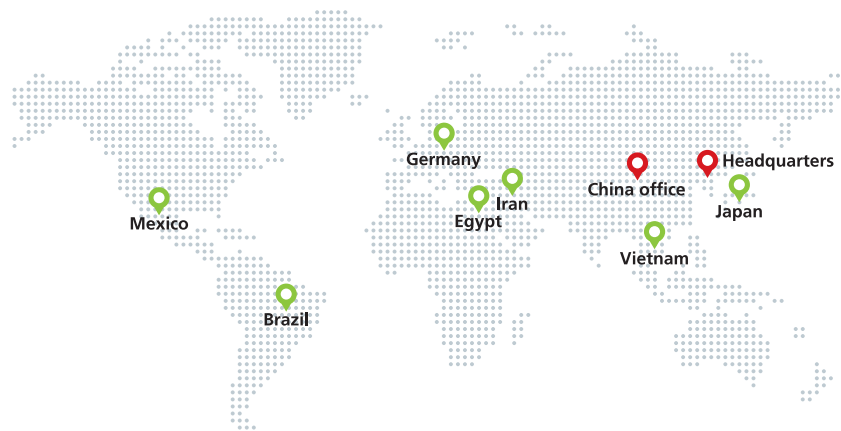 Germany
Headquarters
China office
Iran
Japan
Egypt
Mexico
Vietnam
Brazil